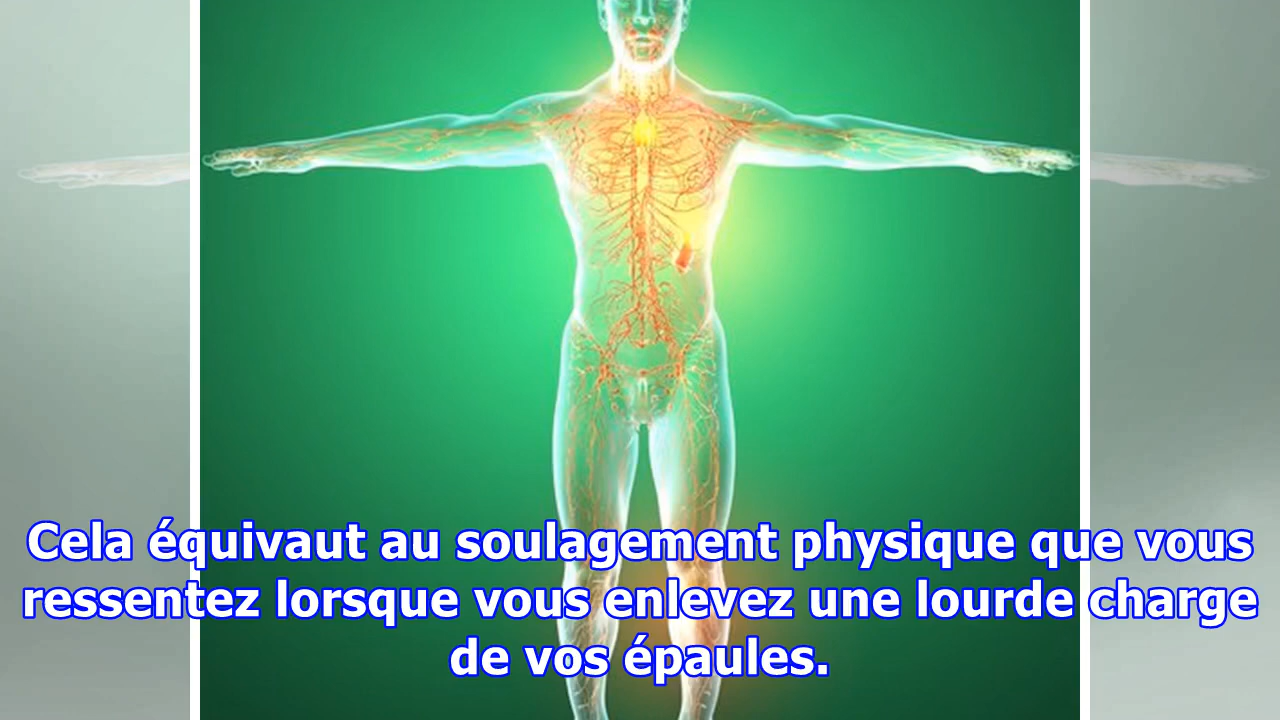 Cela équivaut au soulagement physique que vous
ressentez lorsque vous enlevez une lourde charge
de vos épaules.